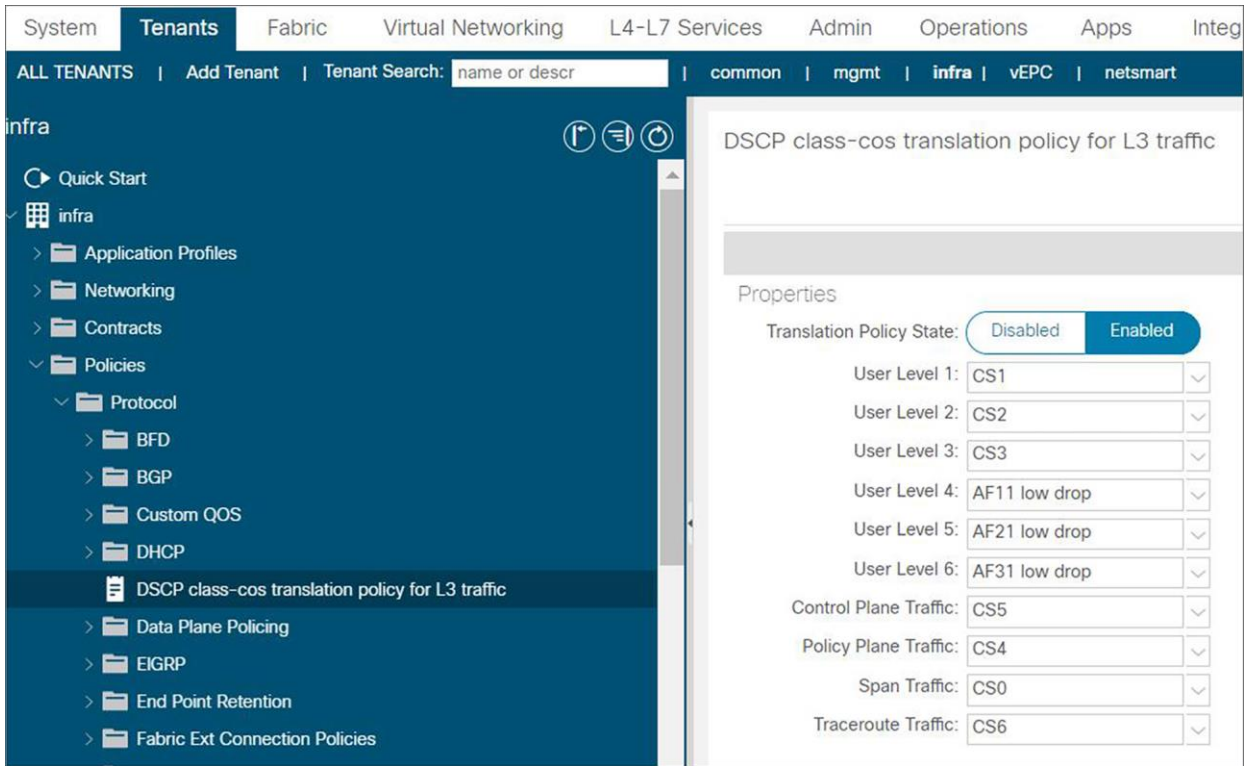 System Tenants Fabric Virtual Networking L4-L7 Services Admin Operations Apps Integ
ALL TENANTS | Add Tenant | Tenant Search: name or descr | common | mgmt | infra | vEPC | netsmart
infra
Quick Start
infra
Application Profiles
Networking
Contracts
Policies
Protocol
BFD
BGP
Custom QOS
DHCP
DSCP class-cos translation policy for L3 traffic
Data Plane Policing
EIGRP
End Point Retention
Fabric Ext Connection Policies
DSCP class-cos translation policy for L3 traffic
Properties
Translation Policy State: Disabled Enabled
User Level 1: CS1
User Level 2: CS2
User Level 3: CS3
User Level 4: AF11 low drop
User Level 5: AF21 low drop
User Level 6: AF31 low drop
Control Plane Traffic: CS5
Policy Plane Traffic: CS4
Span Traffic: CS0
Traceroute Traffic: CS6